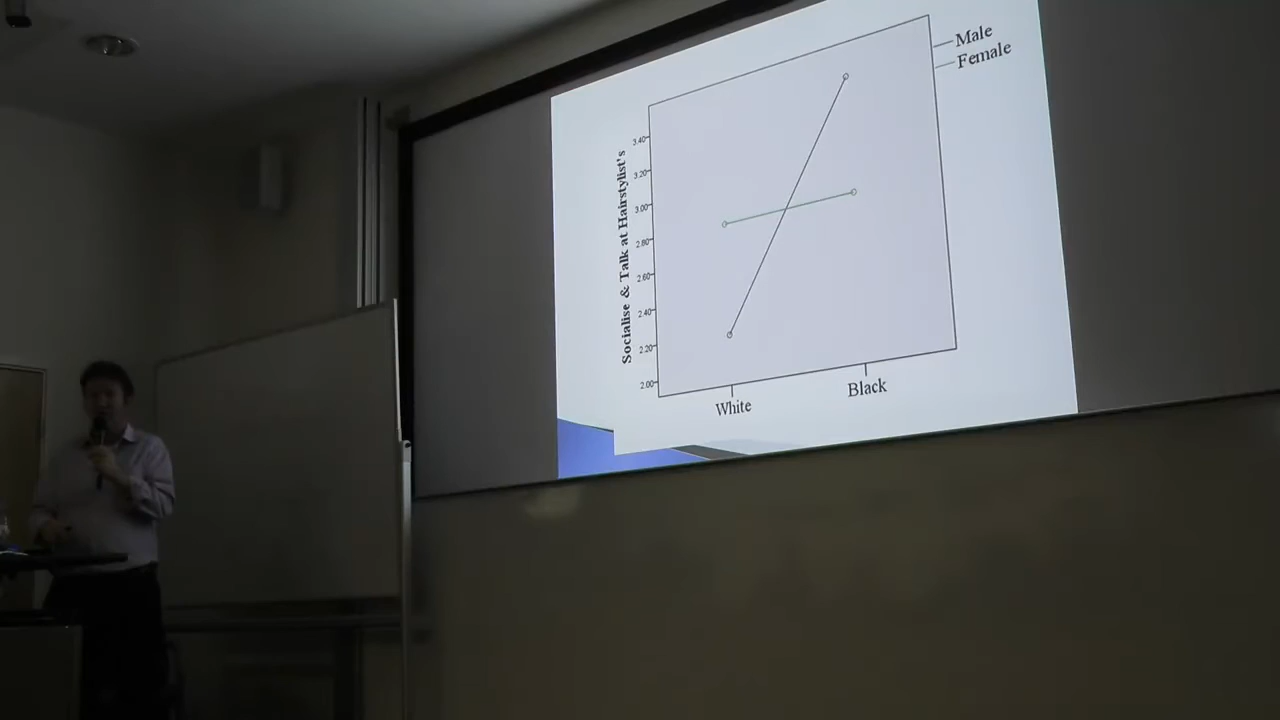 Male
Female
Socialise & Talk at Hairstylist's
3.40
3.20
3.00
2.80
2.60
2.40
2.20
2.00
White
Black